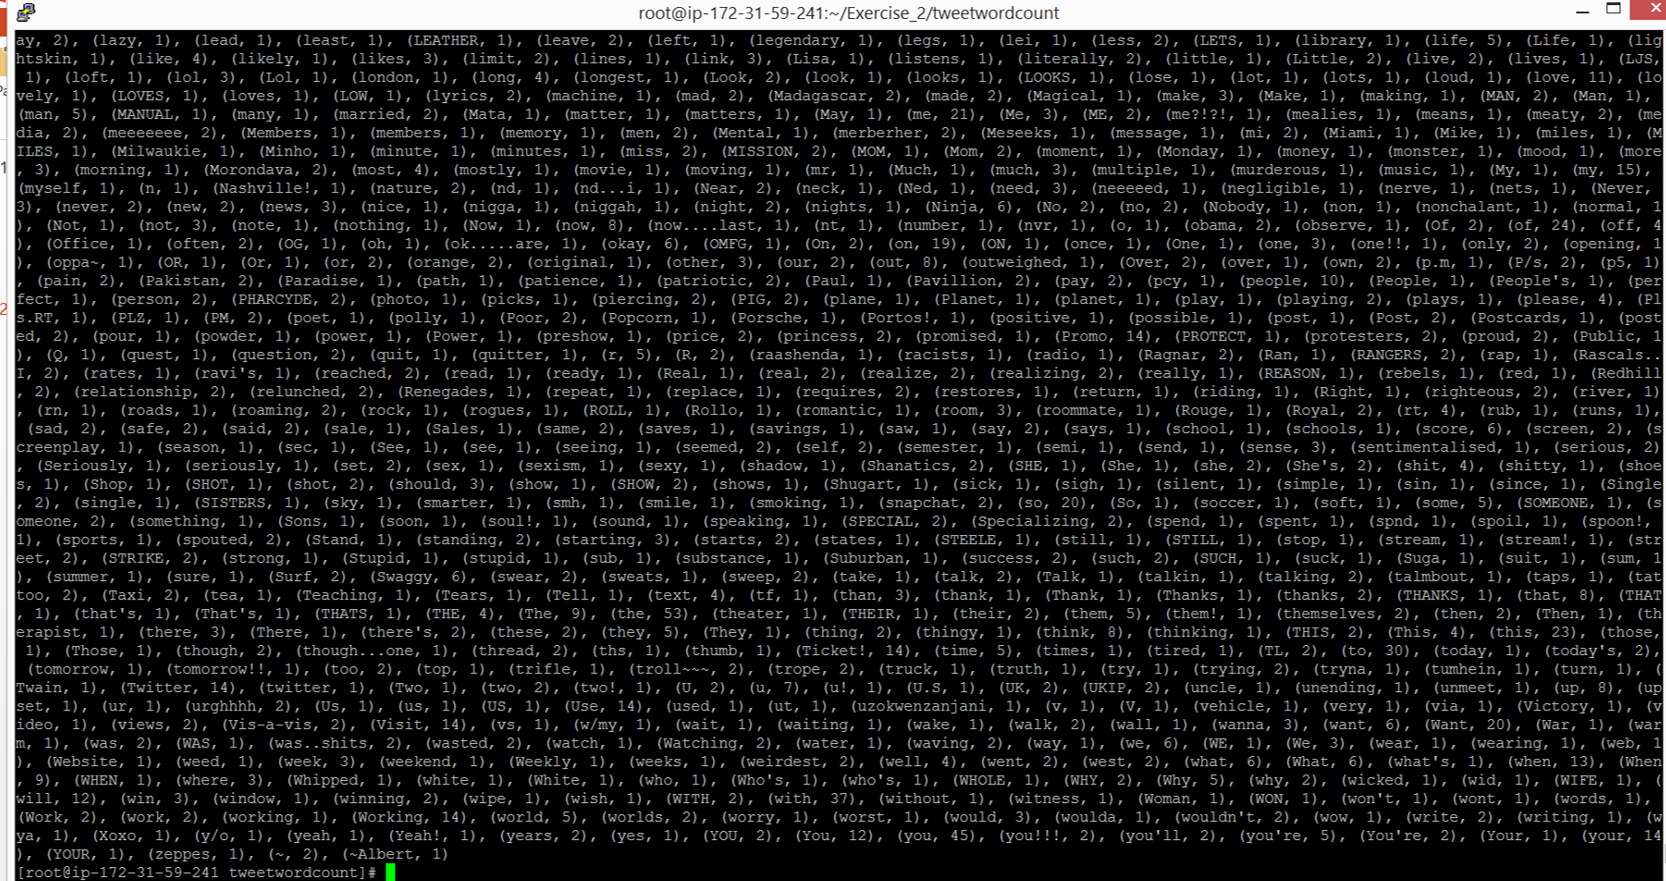 root@ip-172-31-59-241:~/Exercise_2/tweetwordcount
ay, 2), (lazy, 1), (lead, 1), (least, 1), (LEATHER, 1), (leave, 2), (left, 1), (legendary, 1), (legs, 1), (lei, 1), (less, 2), (LETS, 1), (library, 1), (life, 5), (Life, 1), (lig
htskin, 1), (like, 4), (likely, 1), (likes, 3), (limit, 2), (lines, 1), (link, 3), (Lisa, 1), (listens, 1), (literally, 2), (little, 1), (Little, 2), (live, 2), (lives, 1), (LJS,
1), (loft, 1), (lol, 3), (Lol, 1), (london, 1), (long, 4), (longest, 1), (Look, 2), (look, 1), (looks, 1), (LOOKS, 1), (lose, 1), (lot, 1), (lots, 1), (loud, 1), (love, 11), (lo
vely, 1), (LOVES, 1), (loves, 1), (LOW, 1), (lyrics, 2), (machine, 1), (mad, 2), (Madagascar, 2), (made, 2), (Magical, 1), (make, 3), (Make, 1), (making, 1), (MAN, 2), (Man, 1),
(man, 5), (MANUAL, 1), (many, 1), (married, 2), (Mata, 1), (matter, 1), (matters, 1), (May, 1), (me, 21), (Me, 3), (ME, 2), (me?!?!, 1), (mealies, 1), (means, 1), (meaty, 2), (me
dia, 2), (meeeeeee, 2), (Members, 1), (members, 1), (memory, 1), (men, 2), (Mental, 1), (merberher, 2), (Meseeks, 1), (message, 1), (mi, 2), (Miami, 1), (Mike, 1), (miles, 1), (M
ILES, 1), (Milwaukie, 1), (Minho, 1), (minute, 1), (minutes, 1), (miss, 2), (MISSION, 2), (MOM, 1), (Mom, 2), (moment, 1), (Monday, 1), (money, 1), (monster, 1), (mood, 1), (more
, 3), (morning, 1), (Morondava, 2), (most, 4), (mostly, 1), (movie, 1), (moving, 1), (mr, 1), (Much, 1), (much, 3), (multiple, 1), (murderous, 1), (music, 1), (My, 1), (my, 15),
(myself, 1), (n, 1), (Nashville!, 1), (nature, 2), (nd, 1), (nd...i, 1), (Near, 2), (neck, 1), (Ned, 1), (need, 3), (neeeeed, 1), (negligible, 1), (nerve, 1), (nets, 1), (Never,
3), (never, 2), (new, 2), (news, 3), (nice, 1), (nigga, 1), (niggah, 1), (night, 2), (nights, 1), (Ninja, 6), (No, 2), (no, 2), (Nobody, 1), (non, 1), (nonchalant, 1), (normal, 1
), (Not, 1), (not, 3), (note, 1), (nothing, 1), (Now, 1), (now, 8), (now....last, 1), (nt, 1), (number, 1), (nvr, 1), (o, 1), (obama, 2), (observe, 1), (Of, 2), (of, 24), (off, 4
), (Office, 1), (often, 2), (OG, 1), (oh, 1), (ok.....are, 1), (okay, 6), (OMFG, 1), (On, 2), (on, 19), (ON, 1), (once, 1), (One, 1), (one, 3), (one!!, 1), (only, 2), (opening, 1
), (oppa~, 1), (OR, 1), (Or, 1), (or, 2), (orange, 2), (original, 1), (other, 3), (our, 2), (out, 8), (outweighed, 1), (Over, 2), (over, 1), (own, 2), (p.m, 1), (P/s, 2), (p5, 1)
, (pain, 2), (Pakistan, 2), (Paradise, 1), (path, 1), (patience, 1), (patriotic, 2), (Paul, 1), (Pavillion, 2), (pay, 2), (pcy, 1), (people, 10), (People, 1), (People's, 1), (per
fect, 1), (person, 2), (PHARCYDE, 2), (photo, 1), (picks, 1), (piercing, 2), (PIG, 2), (plane, 1), (Planet, 1), (planet, 1), (play, 1), (playing, 2), (plays, 1), (please, 4), (Pl
s.RT, 1), (PLZ, 1), (PM, 2), (poet, 1), (polly, 1), (Poor, 2), (Popcorn, 1), (Porsche, 1), (Portos!, 1), (positive, 1), (possible, 1), (post, 1), (Post, 2), (Postcards, 1), (post
ed, 2), (pour, 1), (powder, 1), (power, 1), (Power, 1), (preshow, 1), (price, 2), (princess, 2), (promised, 1), (Promo, 14), (PROTECT, 1), (protesters, 2), (proud, 2), (Public, 1
), (Q, 1), (quest, 1), (question, 2), (quit, 1), (quitter, 1), (r, 5), (R, 2), (raashenda, 1), (racists, 1), (radio, 1), (Ragnar, 2), (Ran, 1), (RANGERS, 2), (rap, 1), (Rascals..
I, 2), (rates, 1), (ravi's, 1), (reached, 2), (read, 1), (ready, 1), (Real, 1), (real, 2), (realize, 2), (realizing, 2), (really, 1), (REASON, 1), (rebels, 1), (red, 1), (Redhill
, 2), (relationship, 2), (relunched, 2), (Renegades, 1), (repeat, 1), (replace, 1), (requires, 2), (restores, 1), (return, 1), (riding, 1), (Right, 1), (righteous, 2), (river, 1)
, (rn, 1), (roads, 1), (roaming, 2), (rock, 1), (rogues, 1), (ROLL, 1), (Rollo, 1), (romantic, 1), (room, 3), (roommate, 1), (Rouge, 1), (Royal, 2), (rt, 4), (rub, 1), (runs, 1),
(sad, 2), (safe, 2), (said, 2), (sale, 1), (Sales, 1), (same, 2), (saves, 1), (savings, 1), (saw, 1), (say, 2), (says, 1), (school, 1), (schools, 1), (score, 6), (screen, 2), (s
creenplay, 1), (season, 1), (sec, 1), (See, 1), (see, 1), (seeing, 1), (seemed, 2), (self, 2), (semester, 1), (semi, 1), (send, 1), (sense, 3), (sentimentalised, 1), (serious, 2)
, (Seriously, 1), (seriously, 1), (set, 2), (sex, 1), (sexism, 1), (sexy, 1), (shadow, 1), (Shanatics, 2), (SHE, 1), (She, 1), (she, 2), (She's, 2), (shit, 4), (shitty, 1), (shoe
s, 1), (Shop, 1), (SHOT, 1), (shot, 2), (should, 3), (show, 1), (SHOW, 2), (shows, 1), (Shugart, 1), (sick, 1), (sigh, 1), (silent, 1), (simple, 1), (sin, 1), (since, 1), (Single
, 2), (single, 1), (SISTERS, 1), (sky, 1), (smarter, 1), (smh, 1), (smile, 1), (smoking, 1), (snapchat, 2), (so, 20), (So, 1), (soccer, 1), (soft, 1), (some, 5), (SOMEONE, 1), (s
omeone, 2), (something, 1), (Sons, 1), (soon, 1), (soul!, 1), (sound, 1), (speaking, 1), (SPECIAL, 2), (Specializing, 2), (spend, 1), (spent, 1), (spnd, 1), (spoil, 1), (spoon!,
1), (sports, 1), (spouted, 2), (Stand, 1), (standing, 2), (starting, 3), (starts, 2), (states, 1), (STEELE, 1), (still, 1), (STILL, 1), (stop, 1), (stream, 1), (stream!, 1), (str
eet, 2), (STRIKE, 2), (strong, 1), (Stupid, 1), (stupid, 1), (sub, 1), (substance, 1), (Suburban, 1), (success, 2), (such, 2), (SUCH, 1), (suck, 1), (Suga, 1), (suit, 1), (sum, 1
), (summer, 1), (sure, 1), (Surf, 2), (Swaggy, 6), (swear, 2), (sweats, 1), (sweep, 2), (take, 1), (talk, 2), (Talk, 1), (talkin, 1), (talking, 2), (talmbout, 1), (taps, 1), (tat
too, 2), (Taxi, 2), (tea, 1), (Teaching, 1), (Tears, 1), (Tell, 1), (text, 4), (tf, 1), (than, 3), (thank, 1), (Thank, 1), (Thanks, 1), (thanks, 2), (THANKS, 1), (that, 8), (THAT
, 1), (that's, 1), (That's, 1), (THATS, 1), (THE, 4), (The, 9), (the, 53), (theater, 1), (THEIR, 1), (their, 2), (them, 5), (them!, 1), (themselves, 2), (then, 2), (Then, 1), (th
erapist, 1), (there, 3), (There, 1), (there's, 2), (these, 2), (they, 5), (They, 1), (thing, 2), (thingy, 1), (think, 8), (thinking, 1), (THIS, 2), (This, 4), (this, 23), (those,
1), (Those, 1), (though, 2), (though...one, 1), (thread, 2), (ths, 1), (thumb, 1), (Ticket!, 14), (time, 5), (times, 1), (tired, 1), (TL, 2), (to, 30), (today, 1), (today's, 2),
(tomorrow, 1), (tomorrow!!, 1), (too, 2), (top, 1), (trifle, 1), (troll~~~, 2), (trope, 2), (truck, 1), (truth, 1), (try, 1), (trying, 2), (tryna, 1), (tumhein, 1), (turn, 1), (
Twain, 1), (Twitter, 14), (twitter, 1), (Two, 1), (two, 2), (two!, 1), (U, 2), (u, 7), (u!, 1), (U.S, 1), (UK, 2), (UKIP, 2), (uncle, 1), (unending, 1), (unmeet, 1), (up, 8), (up
set, 1), (ur, 1), (urghhhh, 2), (Us, 1), (us, 1), (US, 1), (Use, 14), (used, 1), (ut, 1), (uzokwenzanjani, 1), (v, 1), (V, 1), (vehicle, 1), (very, 1), (via, 1), (Victory, 1), (v
ideo, 1), (views, 2), (Vis-a-vis, 2), (Visit, 14), (vs, 1), (w/my, 1), (wait, 1), (waiting, 1), (wake, 1), (walk, 2), (wall, 1), (wanna, 3), (want, 6), (Want, 20), (War, 1), (war
m, 1), (was, 2), (WAS, 1), (was..shits, 2), (wasted, 2), (watch, 1), (Watching, 2), (water, 1), (waving, 2), (way, 1), (we, 6), (WE, 1), (We, 3), (wear, 1), (wearing, 1), (web, 1
), (Website, 1), (weed, 1), (week, 3), (weekend, 1), (Weekly, 1), (weeks, 1), (weirdest, 2), (well, 4), (went, 2), (west, 2), (what, 6), (What, 6), (what's, 1), (when, 13), (When
, 9), (WHEN, 1), (where, 3), (Whipped, 1), (white, 1), (White, 1), (who, 1), (Who's, 1), (who's, 1), (WHOLE, 1), (WHY, 2), (Why, 5), (why, 2), (wicked, 1), (wid, 1), (WIFE, 1), (
will, 12), (win, 3), (window, 1), (winning, 2), (wipe, 1), (wish, 1), (WITH, 2), (with, 37), (without, 1), (witness, 1), (Woman, 1), (WON, 1), (won't, 1), (wont, 1), (words, 1),
(Work, 2), (work, 2), (working, 1), (Working, 14), (world, 5), (worlds, 2), (worry, 1), (worst, 1), (would, 3), (woulda, 1), (wouldn't, 2), (wow, 1), (write, 2), (writing, 1), (w
ya, 1), (Xoxo, 1), (y/o, 1), (yeah, 1), (Yeah!, 1), (years, 2), (yes, 1), (YOU, 2), (You, 12), (you, 45), (you!!!, 2), (you'll, 2), (you're, 5), (You're, 2), (Your, 1), (your, 14
), (YOUR, 1), (zeppes, 1), (~, 2), (~Albert, 1)
[root@ip-172-31-59-241 tweetwordcount]#